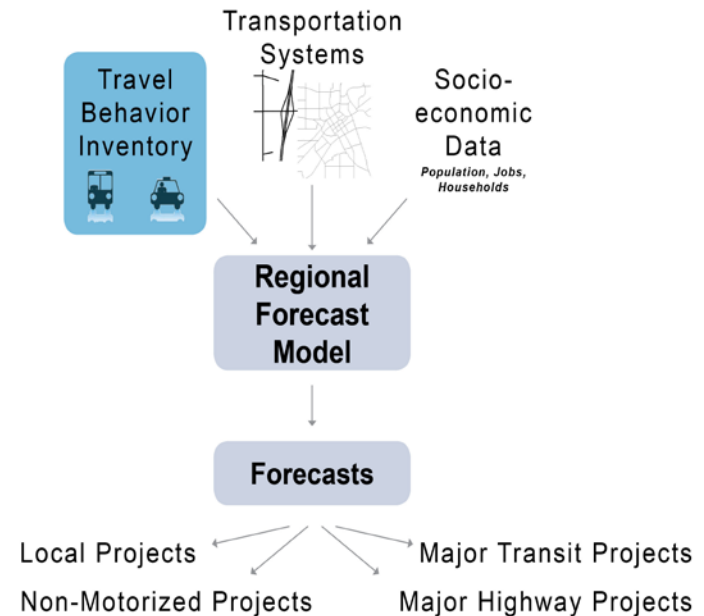 Transportation
Systems
Travel
Behavior
Inventory
Socio-
economic
Data
Population, Jobs,
Households
Regional
Forecast
Model
Forecasts
Local Projects
Major Transit Projects
Non-Motorized Projects
Major Highway Projects